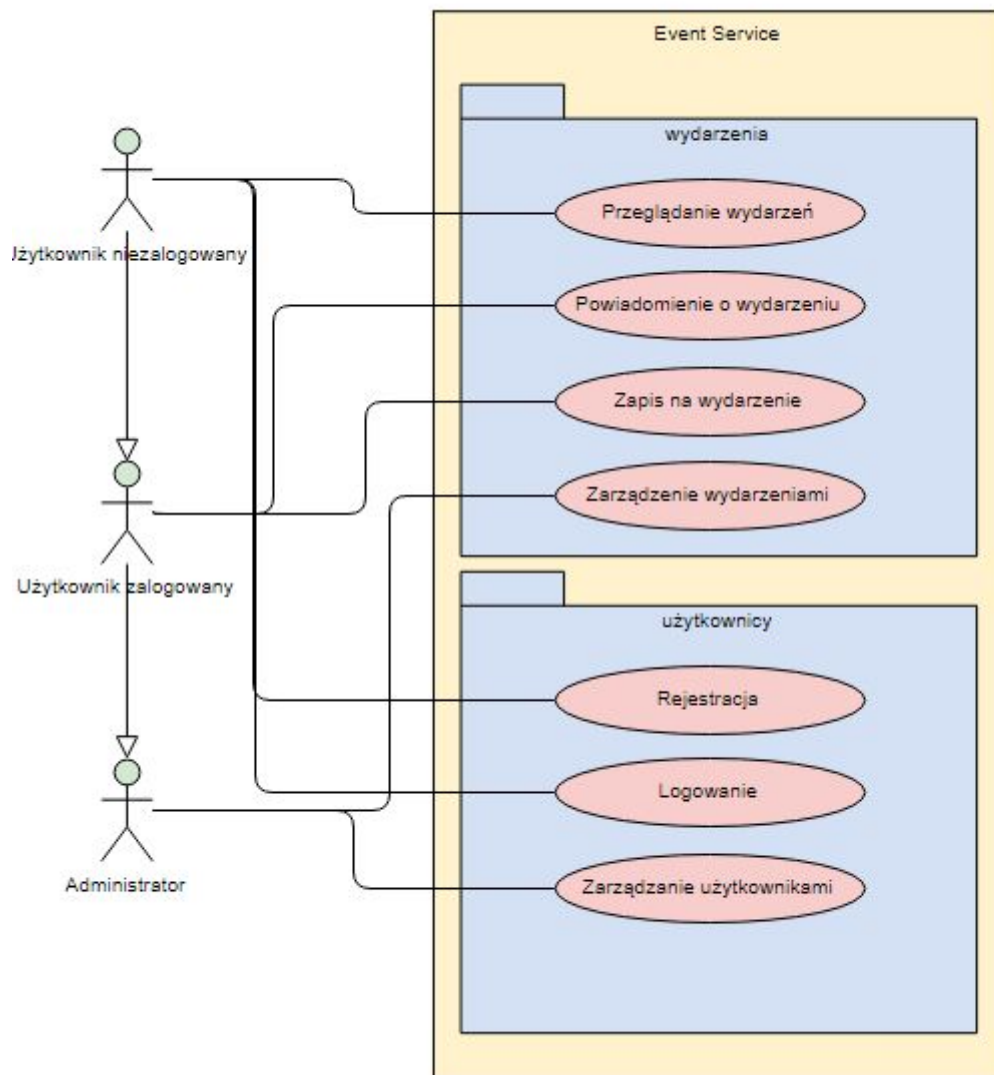 Event Service
wydarzenia
Przeglądanie wydarzeń
Użytkownik niezalogowany
Powiadomienie o wydarzeniu
Zapis na wydarzenie
Zarządzenie wydarzeniami
Użytkownik zalogowany
użytkownicy
Rejestracja
Logowanie
Zarządzanie użytkownikami
Administrator